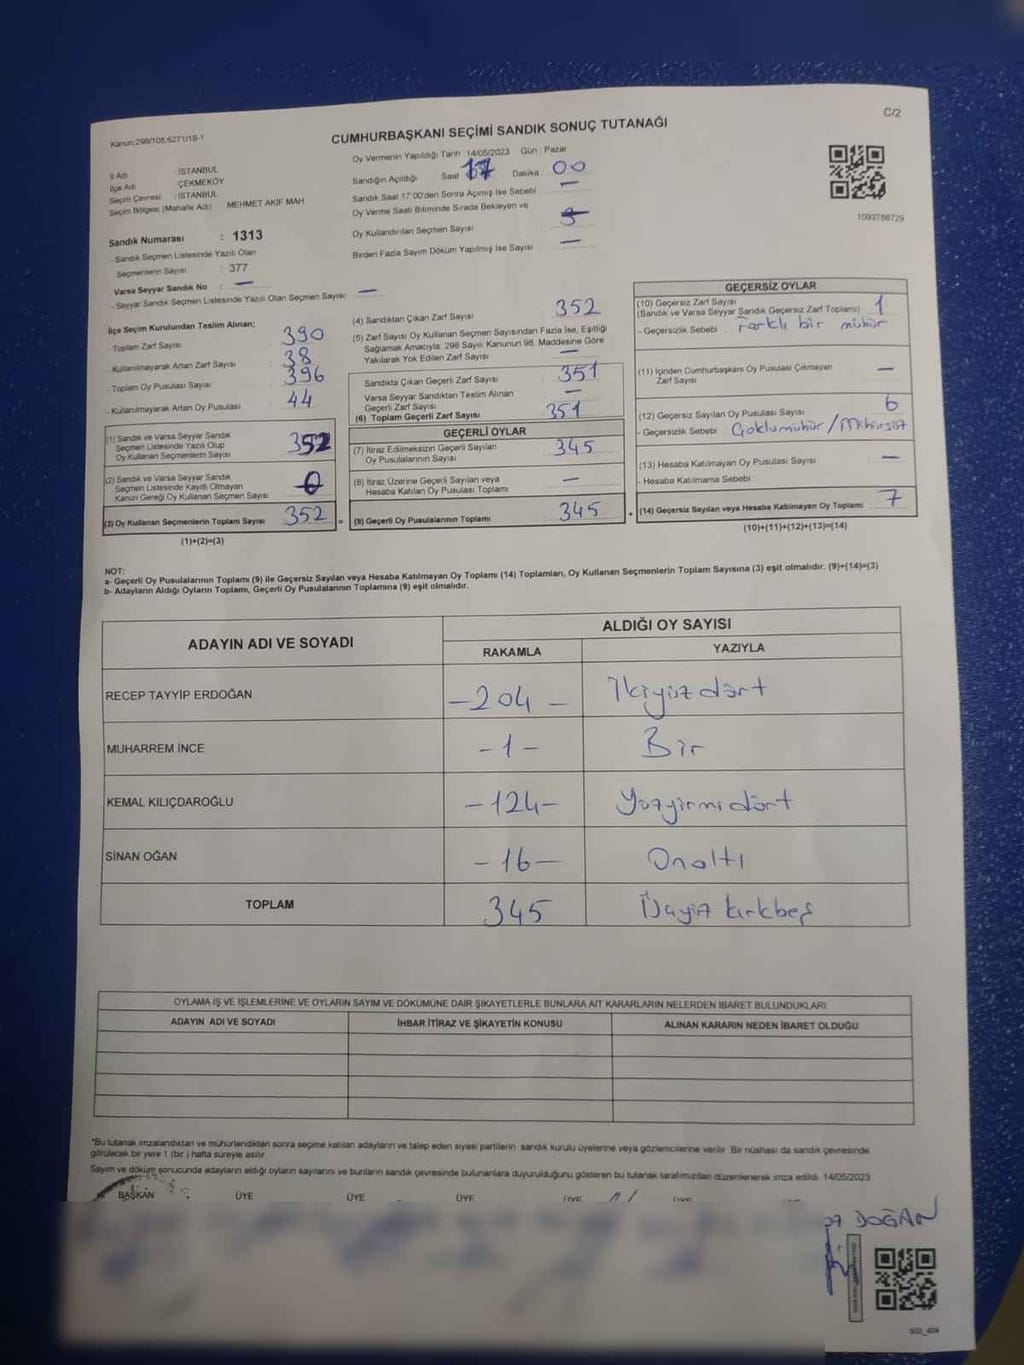 C/2
Kanun:298/105,6271/19-1
CUMHURBAŞKANI SEÇİMİ SANDIK SONUÇ TUTANAĞI
İl Adı : İSTANBUL
İlçe Adı : ÇEKMEKÖY
Seçim Çevresi : İSTANBUL
Seçim Bölgesi (Mahalle Adı) MEHMET AKİF MAH.
Sandık Numarası : 1313
- Sandık Seçmen Listesinde Yazılı Olan
Seçmenlerin Sayısı : 377
Varsa Seyyar Sandık No : —
- Seyyar Sandık Seçmen Listesinde Yazılı Olan Seçmen Sayısı: —
Oy Vermenin Yapıldığı Tarih : 14/05/2023 Gün : Pazar
Sandığın Açıldığı Saat 17 Dakika 00
Sandık Saat 17:00'den Sonra Açılmış İse Sebebi —
Oy Verme Saati Bitiminde Sırada Bekleyen ve
Oy Kullandırılan Seçmen Sayısı
Birden Fazla Sayım Döküm Yapılmış İse Sayısı —
1093788729
İlçe Seçim Kurulundan Teslim Alınan;
- Toplam Zarf Sayısı 390
- Kullanılmayarak Artan Zarf Sayısı 38
- Toplam Oy Pusulası Sayısı 396
- Kullanılmayarak Artan Oy Pusulası 44
(1) Sandık ve Varsa Seyyar Sandık
Seçmen Listesinde Yazılı Olup
Oy Kullanan Seçmenlerin Sayısı 352
(2) Sandık ve Varsa Seyyar Sandık
Seçmen Listesinde Kayıtlı Olmayan
Kanun Gereği Oy Kullanan Seçmen Sayısı 0
(3) Oy Kullanan Seçmenlerin Toplam Sayısı 352
(1)+(2)=(3)
(4) Sandıktan Çıkan Zarf Sayısı 352
(5) Zarf Sayısı Oy Kullanan Seçmen Sayısından Fazla İse, Eşitliği
Sağlamak Amacıyla, 298 Sayılı Kanunun 98. Maddesine Göre
Yakılarak Yok Edilen Zarf Sayısı —
Sandıkta Çıkan Geçerli Zarf Sayısı 351
Varsa Seyyar Sandıktan Teslim Alınan
Geçerli Zarf Sayısı —
(6) Toplam Geçerli Zarf Sayısı 351
GEÇERLİ OYLAR
(7) İtiraz Edilmeksizin Geçerli Sayılan
Oy Pusulalarının Sayısı 345
(8) İtiraz Üzerine Geçerli Sayılan veya
Hesaba Katılan Oy Pusulası Toplamı —
= (9) Geçerli Oy Pusulalarının Toplamı 345
GEÇERSİZ OYLAR
(10) Geçersiz Zarf Sayısı
(Sandık ve Varsa Seyyar Sandık Geçersiz Zarf Toplamı) 1
- Geçersizlik Sebebi : Farklı bir mühür
(11) İçinden Cumhurbaşkanı Oy Pusulası Çıkmayan
Zarf Sayısı —
(12) Geçersiz Sayılan Oy Pusulası Sayısı 6
- Geçersizlik Sebebi
(13) Hesaba Katılmayan Oy Pusulası Sayısı —
- Hesaba Katılmama Sebebi
+ (14) Geçersiz Sayılan veya Hesaba Katılmayan Oy Toplamı 7
(10)+(11)+(12)+(13)=(14)
NOT:
a- Geçerli Oy Pusulalarının Toplamı (9) ile Geçersiz Sayılan veya Hesaba Katılmayan Oy Toplamı (14) Toplamları, Oy Kullanan Seçmenlerin Toplam Sayısına (3) eşit olmalıdır. (9)+(14)=(3)
b- Adayların Aldığı Oyların Toplamı, Geçerli Oy Pusulalarının Toplamına (9) eşit olmalıdır.
ADAYIN ADI VE SOYADI ALDIĞI OY SAYISI
RAKAMLA YAZIYLA
RECEP TAYYİP ERDOĞAN -204- İkiyüzdört
MUHARREM İNCE -1- Bir
KEMAL KILIÇDAROĞLU -124- Yüzyirmidört
SİNAN OĞAN -16- Onaltı
TOPLAM 345 Üçyüz kırkbeş
OYLAMA İŞ VE İŞLEMLERİNE VE OYLARIN SAYIM VE DÖKÜMÜNE DAİR ŞİKAYETLERLE BUNLARA AİT KARARLARIN NELERDEN İBARET BULUNDUKLARI
ADAYIN ADI VE SOYADI İHBAR İTİRAZ VE ŞİKAYETİN KONUSU ALINAN KARARIN NEDEN İBARET OLDUĞU
*Bu tutanak imzalandıktan ve mühürlendikten sonra seçime katılan adayların ve talep eden siyasi partilerin sandık kurulu üyelerine veya gözlemcilerine verilir. Bir nüshası da sandık çevresinde
görülecek bir yere 1 (bir ) hafta süreyle asılır.
Sayım ve döküm sonucunda adayların aldığı oyların sayılarını ve bunların sandık çevresinde bulunanlara duyurulduğunu gösteren bu tutanak tarafımızdan düzenlenerek imza edildi. 14/05/2023
BAŞKAN ÜYE ÜYE ÜYE ÜYE ÜYE
DOĞAN